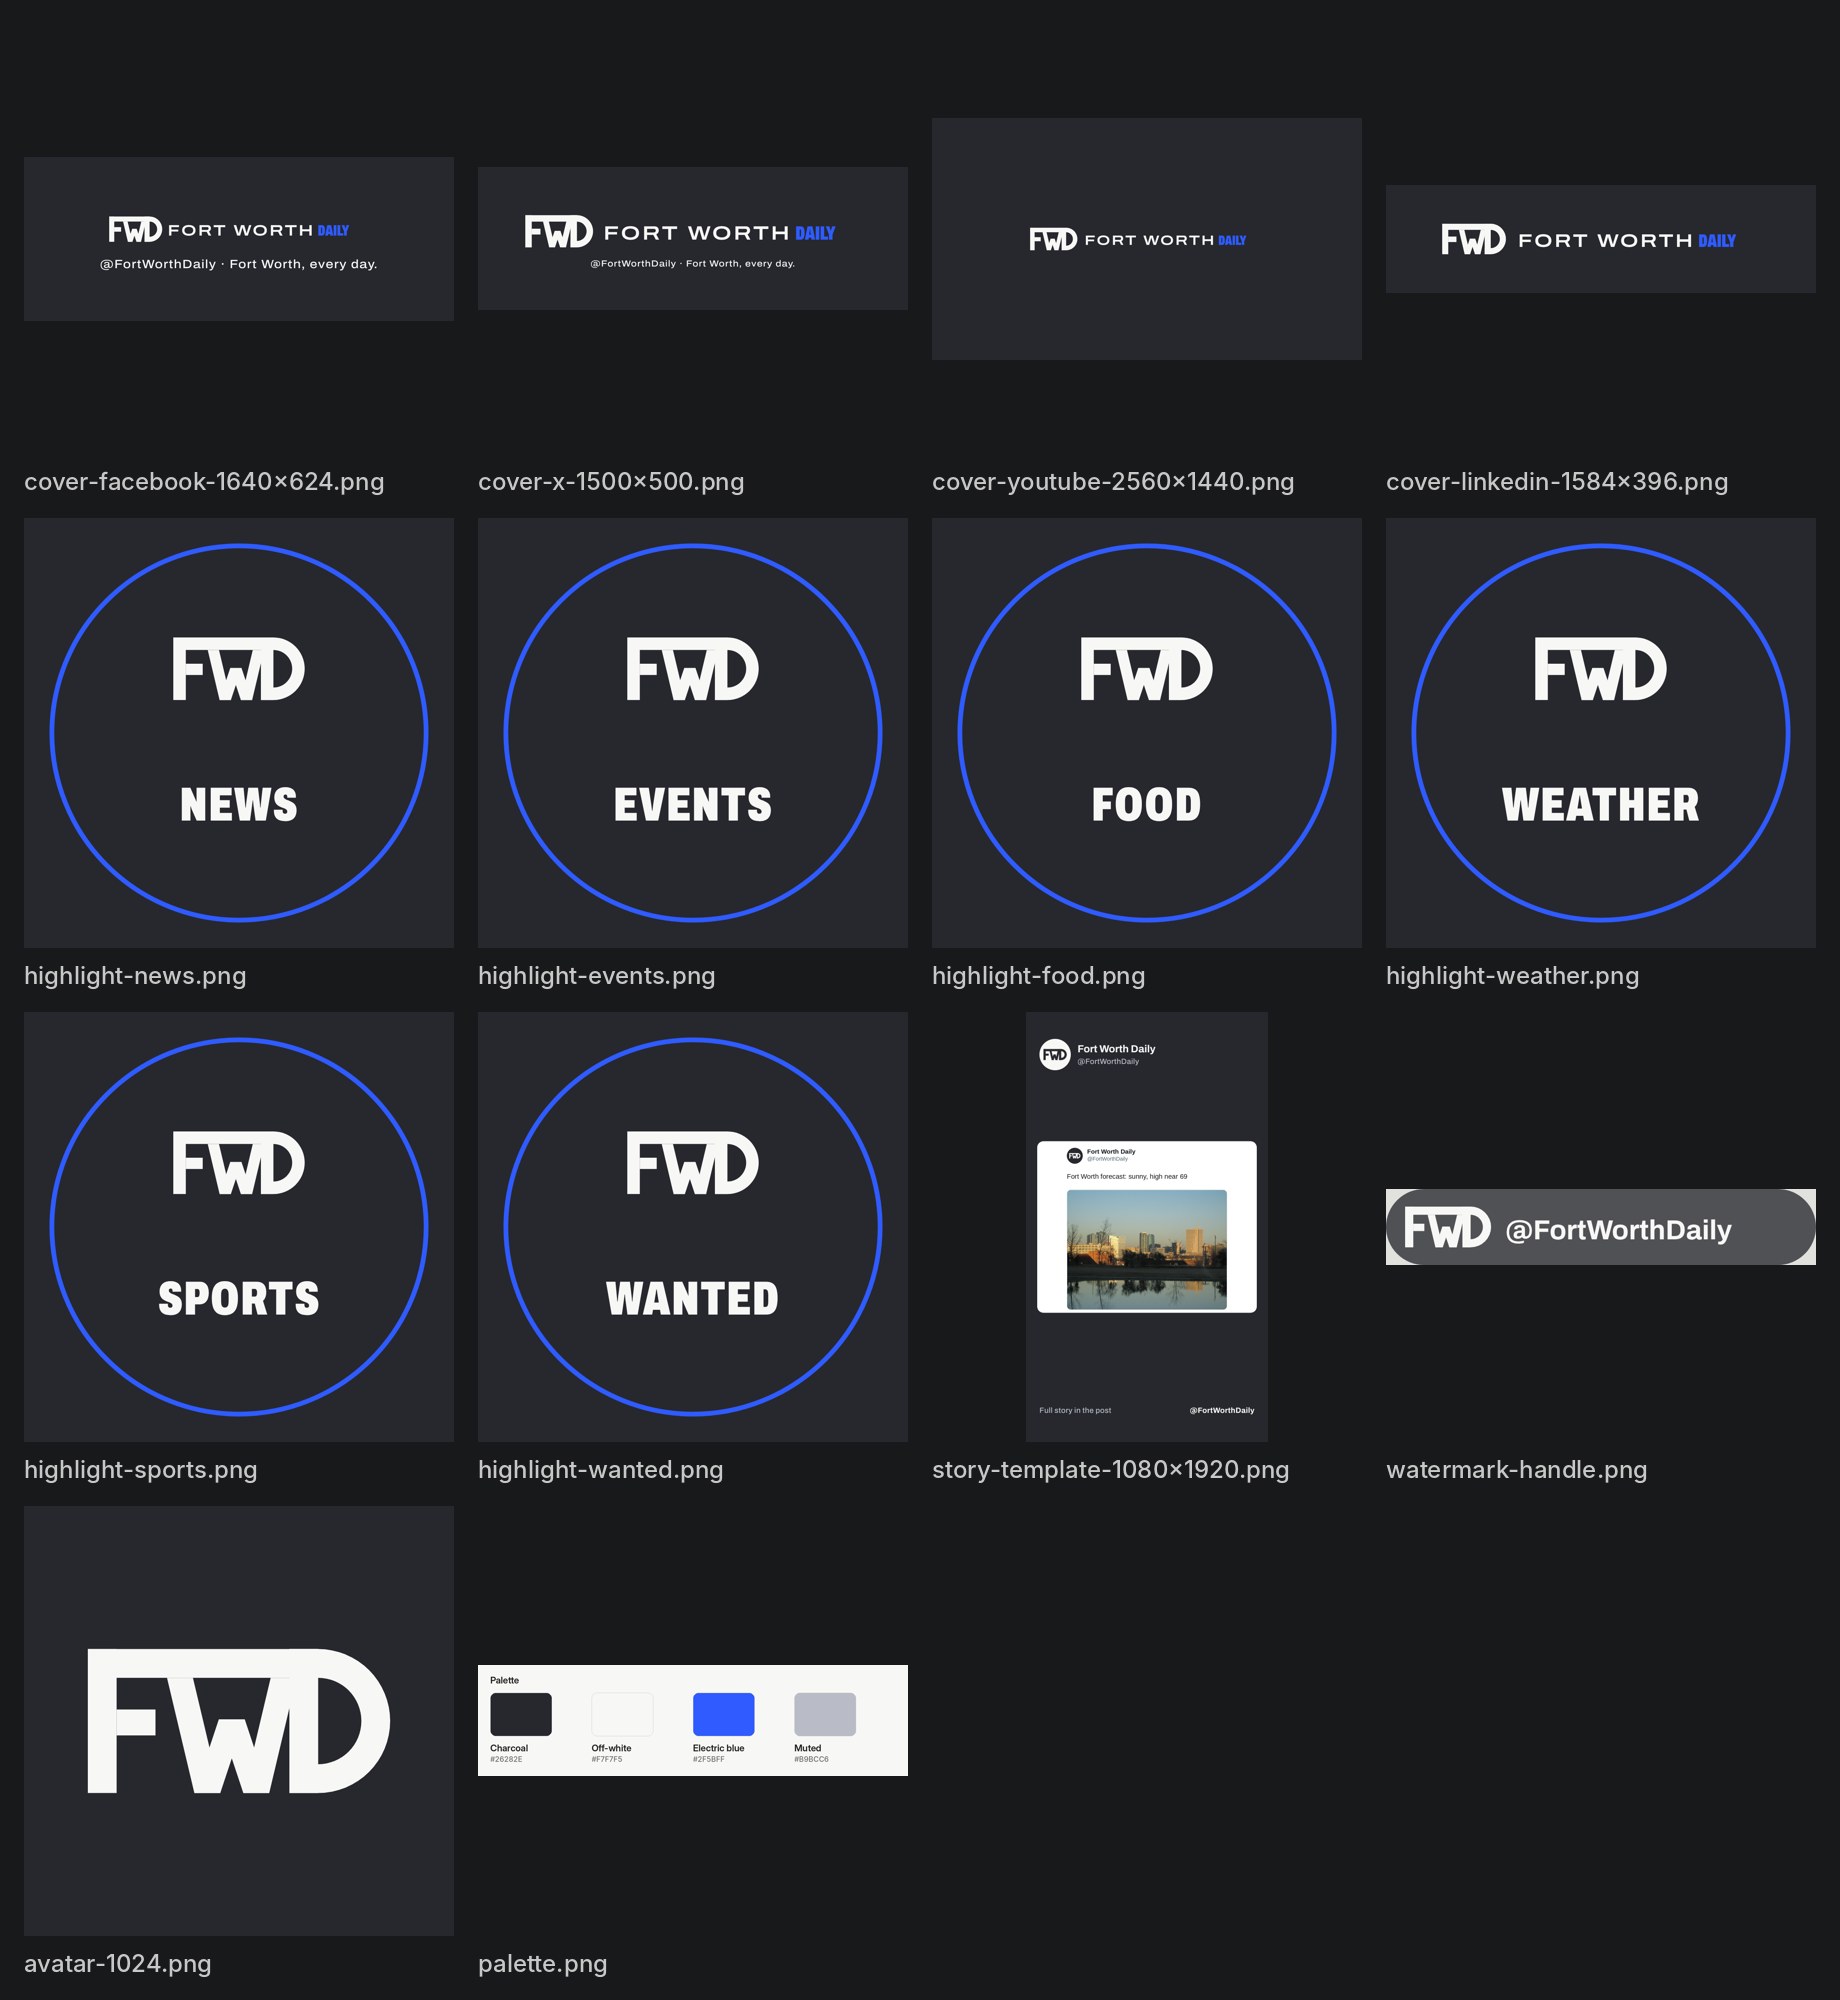 FWD FORT WORTH DAILY
@FortWorthDaily · Fort Worth, every day.
FWD FORT WORTH DAILY
@FortWorthDaily · Fort Worth, every day.
FWD FORT WORTH DAILY
FWD FORT WORTH DAILY
cover-facebook-1640×624.png
cover-x-1500×500.png
cover-youtube-2560×1440.png
cover-linkedin-1584×396.png
FWD
NEWS
FWD
EVENTS
FWD
FOOD
FWD
WEATHER
highlight-news.png
highlight-events.png
highlight-food.png
highlight-weather.png
FWD
SPORTS
FWD
WANTED
FWD
Fort Worth Daily
@FortWorthDaily
FWD
Fort Worth Daily
@FortWorthDaily
Fort Worth forecast: sunny, high near 69
Full story in the post
@FortWorthDaily
FWD @FortWorthDaily
highlight-sports.png
highlight-wanted.png
story-template-1080×1920.png
watermark-handle.png
FWD
Palette
Charcoal
#26282E
Off-white
#F7F7F5
Electric blue
#2F5BFF
Muted
#B9BCC6
avatar-1024.png
palette.png